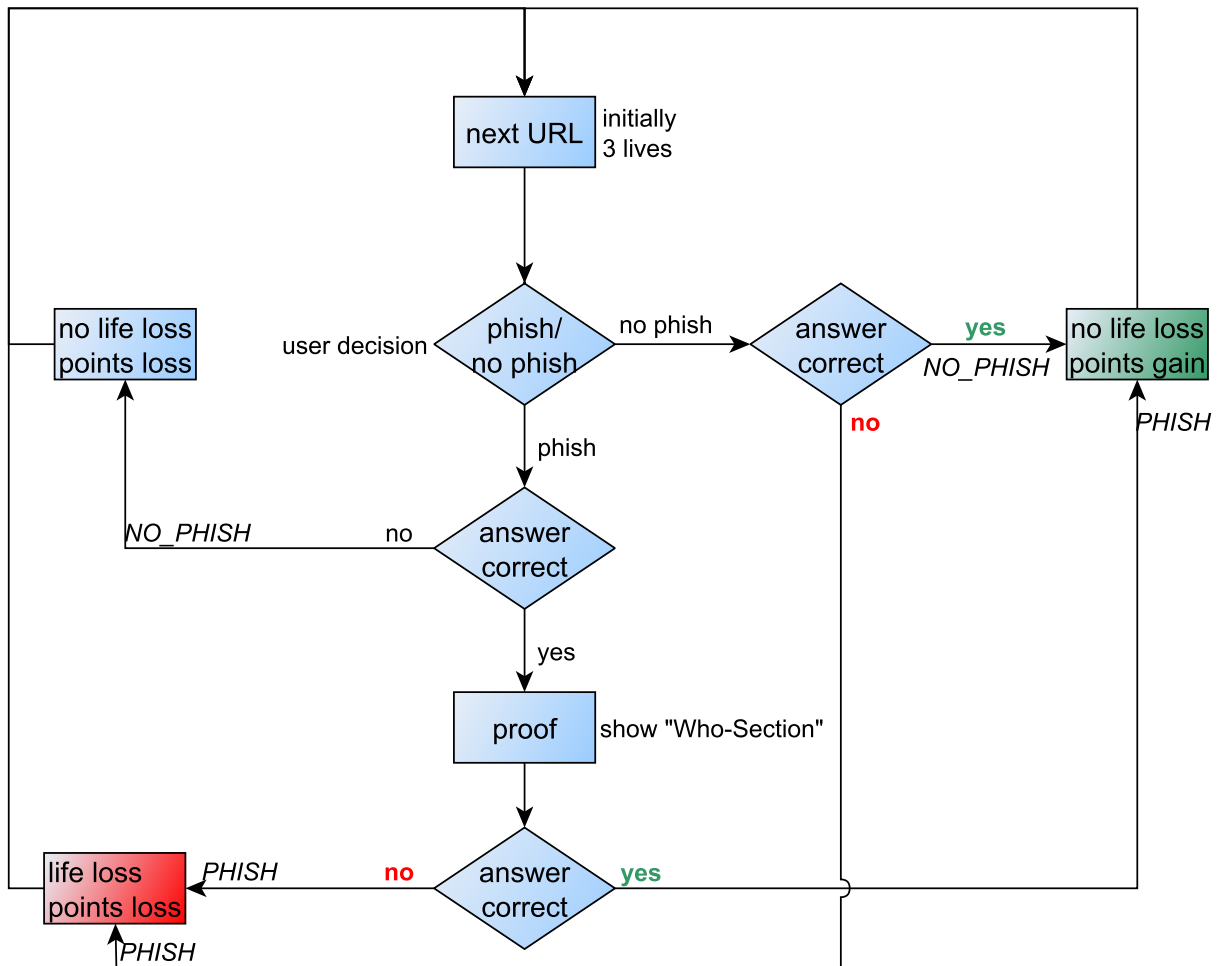 next URL
initially
3 lives
no life loss
points loss
user decision
phish/
no phish
no phish
answer
correct
yes
NO_PHISH
no life loss
points gain
no
PHISH
phish
NO_PHISH
no
answer
correct
yes
proof
show "Who-Section"
life loss
points loss
PHISH
no
answer
correct
yes
PHISH